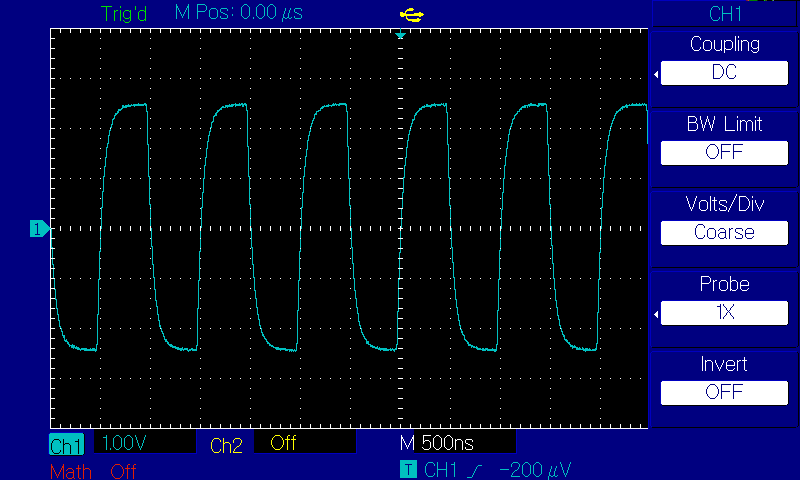 Trig'd M Pos: 0.00 μs CH1
Coupling
DC
BW Limit
OFF
Volts/Div
1 Coarse
Probe
1X
Invert
OFF
Ch1 1.00V Ch2 Off M 500ns
Math Off T CH1 -200 μV